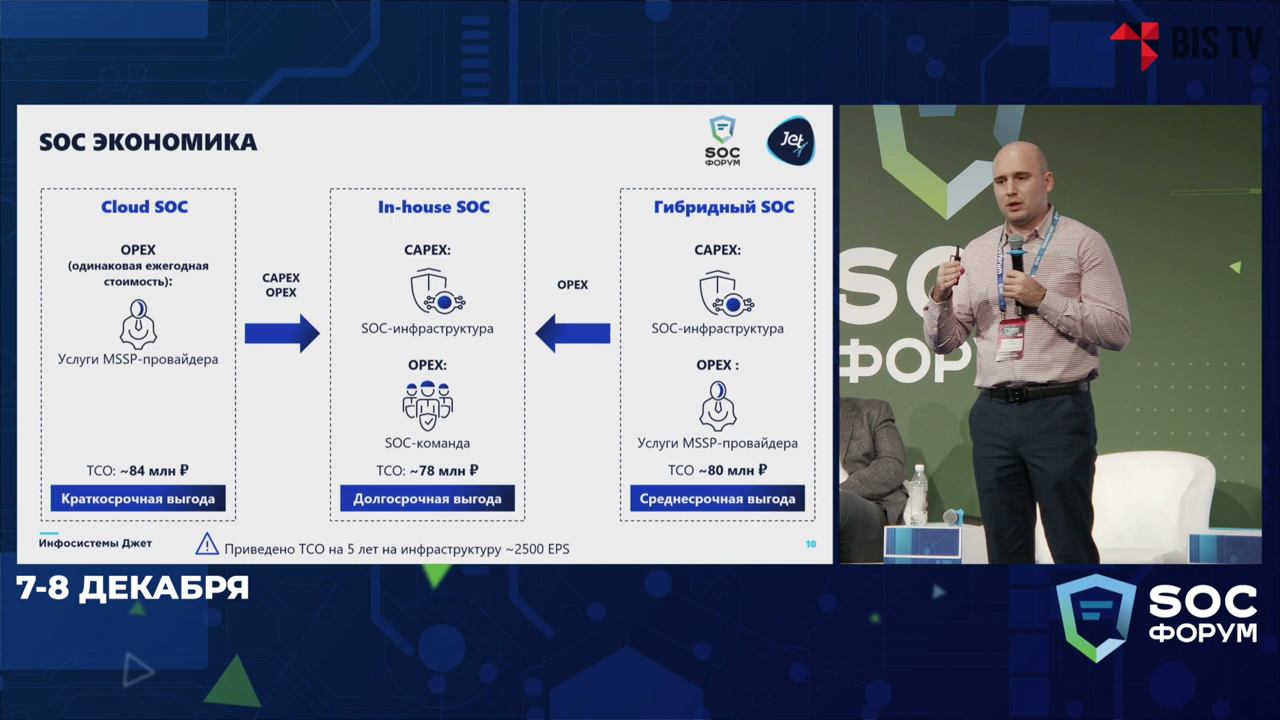 BIS TV
SOC ЭКОНОМИКА
SOC
ФОРУМ
Jet
Cloud SOC
OPEX
(одинаковая ежегодная
стоимость):
Услуги MSSP-провайдера
TCO: ~84 млн ₽
Краткосрочная выгода
CAPEX
OPEX
In-house SOC
CAPEX:
SOC-инфраструктура
OPEX:
SOC-команда
TCO: ~78 млн ₽
Долгосрочная выгода
OPEX
Гибридный SOC
CAPEX:
SOC-инфраструктура
OPEX :
Услуги MSSP-провайдера
TCO ~80 млн ₽
Среднесрочная выгода
Инфосистемы Джет
Приведено TCO на 5 лет на инфраструктуру ~2500 EPS
10
7-8 ДЕКАБРЯ
SOC
ФОРУМ